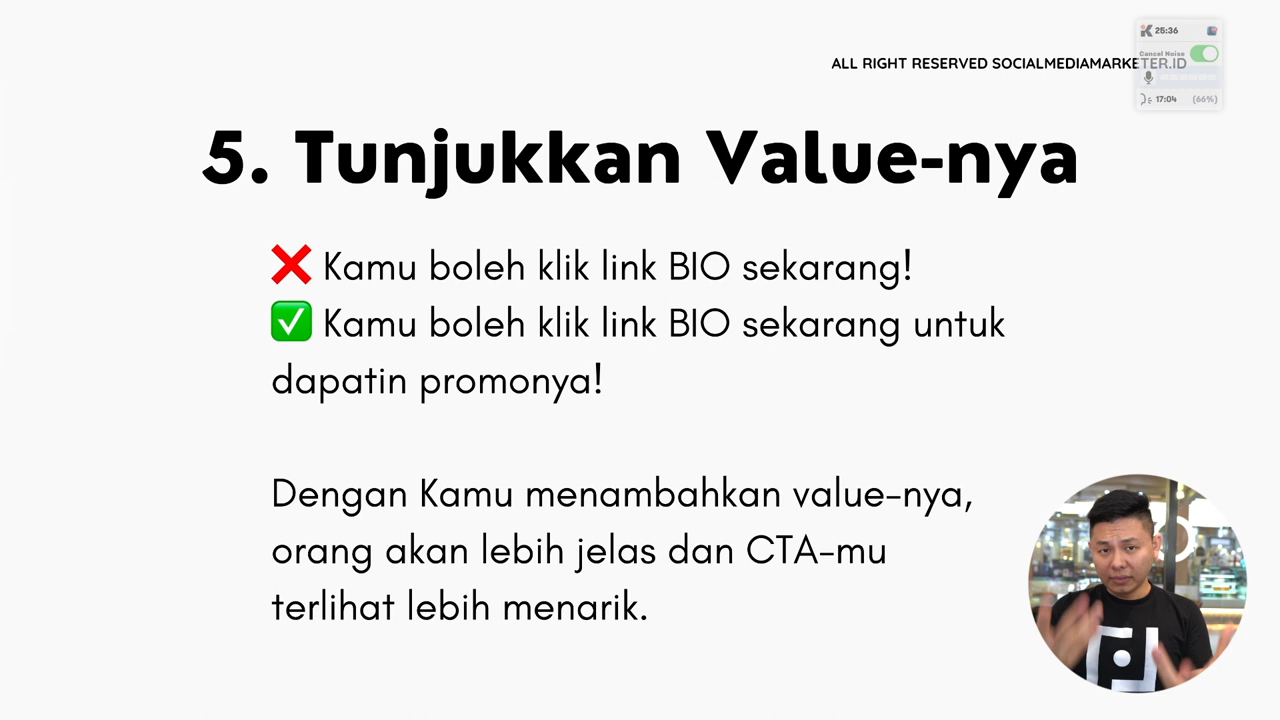 25:36
Cancel Noise
ALL RIGHT RESERVED SOCIALMEDIAMARKETER.ID
17:04 (66%)
5. Tunjukkan Value-nya
❌ Kamu boleh klik link BIO sekarang!
✅ Kamu boleh klik link BIO sekarang untuk
dapatin promonya!
Dengan Kamu menambahkan value-nya,
orang akan lebih jelas dan CTA-mu
terlihat lebih menarik.